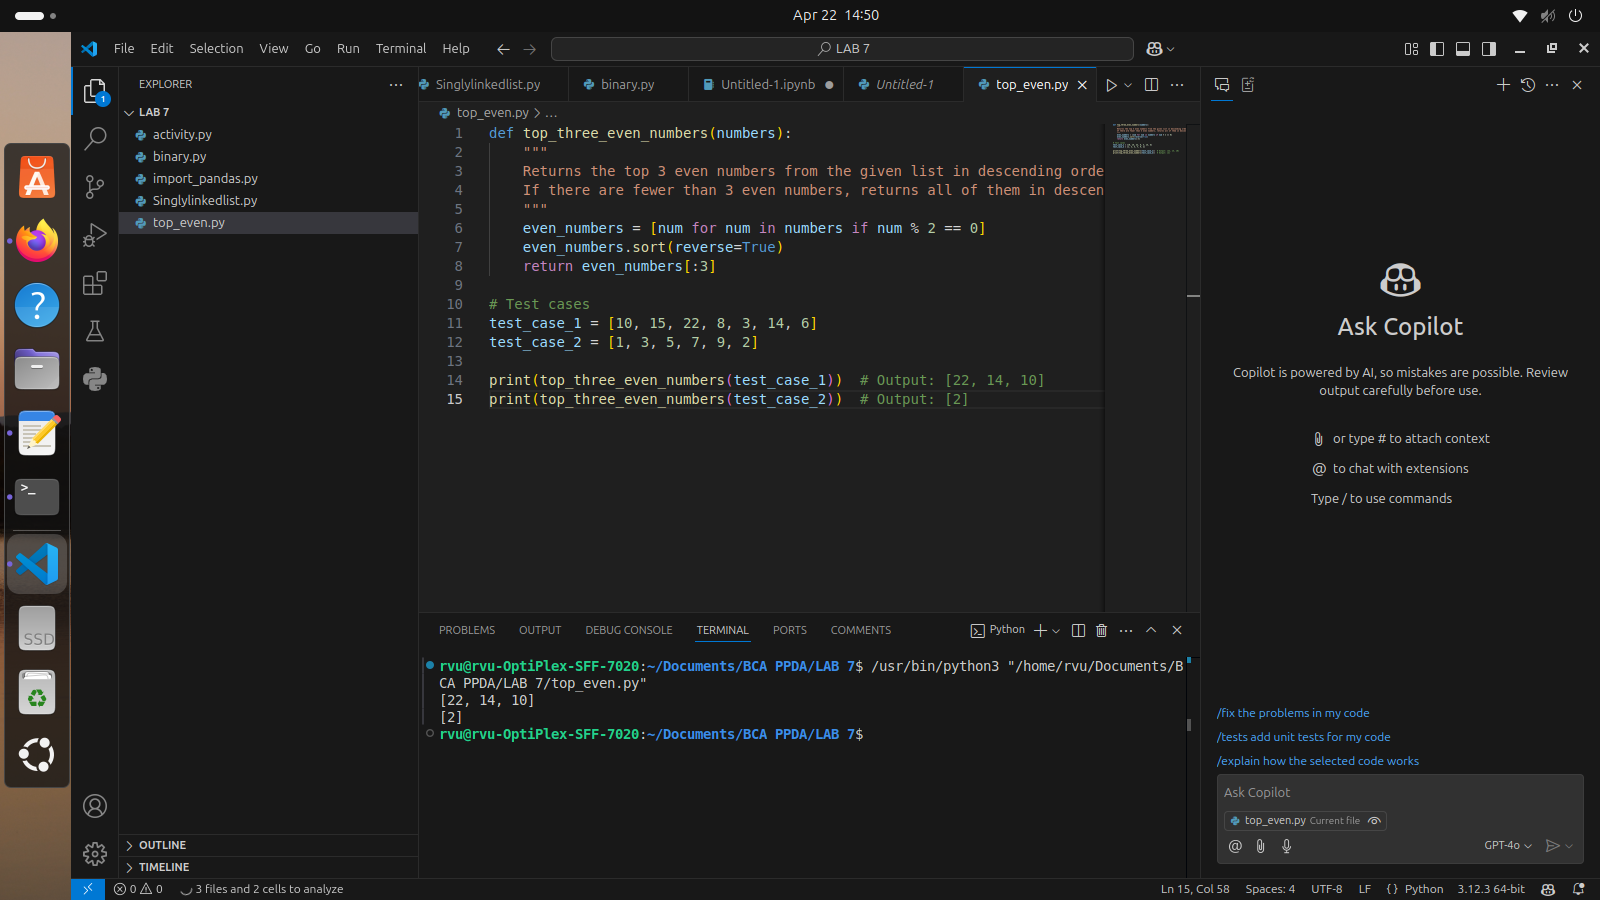 Apr 22 14:50
File Edit Selection View Go Run Terminal Help
LAB 7
EXPLORER
LAB 7
activity.py
binary.py
import_pandas.py
Singlylinkedlist.py
top_even.py
OUTLINE
TIMELINE
1
SSD
Singlylinkedlist.py binary.py Untitled-1.ipynb Untitled-1 top_even.py
top_even.py > ...
1 def top_three_even_numbers(numbers):
2 """
3 Returns the top 3 even numbers from the given list in descending orde
4 If there are fewer than 3 even numbers, returns all of them in descen
5 """
6 even_numbers = [num for num in numbers if num % 2 == 0]
7 even_numbers.sort(reverse=True)
8 return even_numbers[:3]
9
10 # Test cases
11 test_case_1 = [10, 15, 22, 8, 3, 14, 6]
12 test_case_2 = [1, 3, 5, 7, 9, 2]
13
14 print(top_three_even_numbers(test_case_1))  # Output: [22, 14, 10]
15 print(top_three_even_numbers(test_case_2))  # Output: [2]
PROBLEMS OUTPUT DEBUG CONSOLE TERMINAL PORTS COMMENTS
Python
rvu@rvu-OptiPlex-SFF-7020:~/Documents/BCA PPDA/LAB 7$ /usr/bin/python3 "/home/rvu/Documents/B
CA PPDA/LAB 7/top_even.py"
[22, 14, 10]
[2]
rvu@rvu-OptiPlex-SFF-7020:~/Documents/BCA PPDA/LAB 7$
Ask Copilot
Copilot is powered by AI, so mistakes are possible. Review
output carefully before use.
or type # to attach context
@ to chat with extensions
Type / to use commands
/fix the problems in my code
/tests add unit tests for my code
/explain how the selected code works
Ask Copilot
top_even.py Current file
@ GPT-4o
0 0 3 files and 2 cells to analyze
Ln 15, Col 58 Spaces: 4 UTF-8 LF {} Python 3.12.3 64-bit